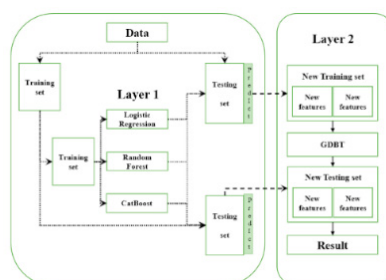 Data
Layer 2
Training
set
Layer 1
Testing
set
Predict
New Training set
New
features
New
features
Logistic
Regression
Training
set
Random
Forest
GDBT
CatBoost
Testing
set
Predict
New Testing set
New
features
New
features
Result